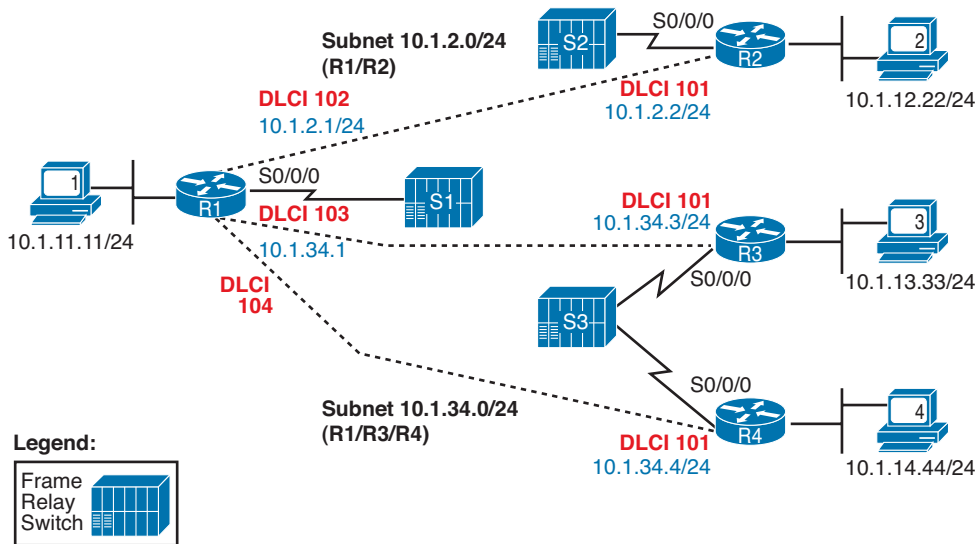 Subnet 10.1.2.0/24
(R1/R2)
S2
S0/0/0
R2
2
10.1.12.22/24
DLCI 102
10.1.2.1/24
DLCI 101
10.1.2.2/24
1
10.1.11.11/24
R1
S0/0/0
S1
DLCI 103
10.1.34.1
DLCI
104
DLCI 101
10.1.34.3/24
R3
S0/0/0
3
10.1.13.33/24
S3
Subnet 10.1.34.0/24
(R1/R3/R4)
S0/0/0
R4
DLCI 101
10.1.34.4/24
4
10.1.14.44/24
Legend:
Frame
Relay
Switch